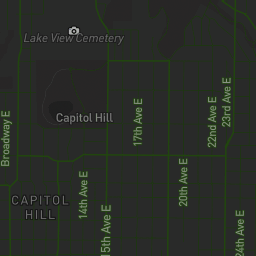 Lake View Cemetery
Capitol Hill
Broadway E
17th Ave E
22nd Ave E
23rd Ave E
CAPITOL
HILL
14th Ave E
15th Ave E
20th Ave E
24th Ave E